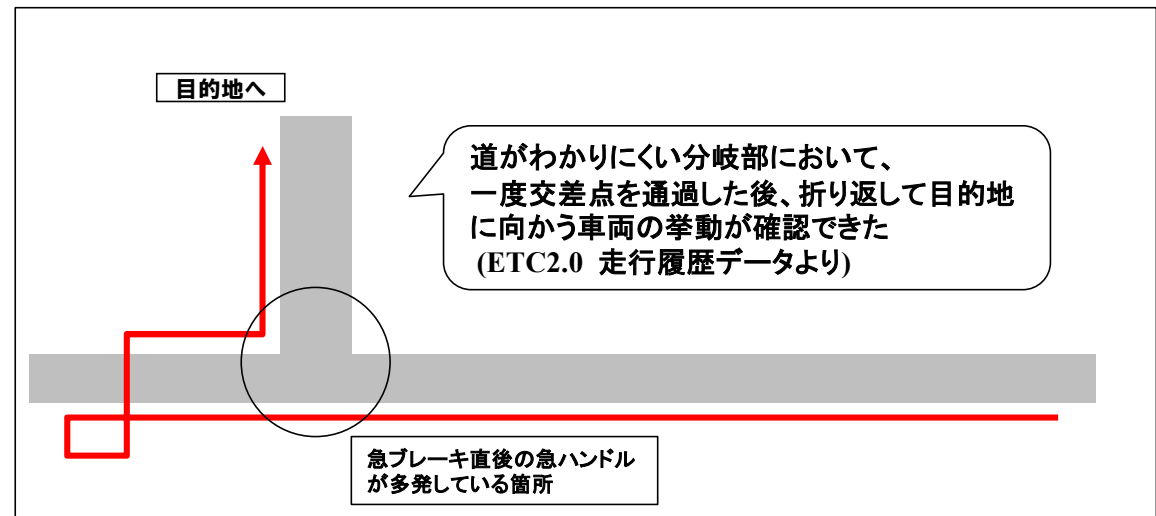 目的地へ
道がわかりにくい分岐部において、
一度交差点を通過した後、折り返して目的地
に向かう車両の挙動が確認できた
(ETC2.0 走行履歴データより)
急ブレーキ直後の急ハンドル
が多発している箇所